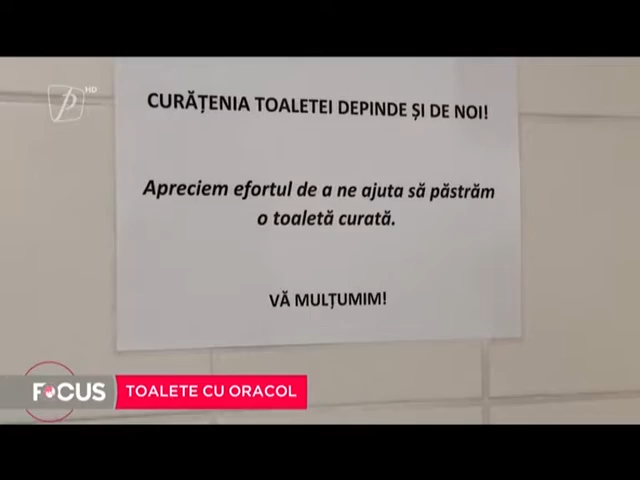 HD
CURĂȚENIA TOALETEI DEPINDE ȘI DE NOI!
Apreciem efortul de a ne ajuta să păstrăm
o toaletă curată.
VĂ MULȚUMIM!
FOCUS
TOALETE CU ORACOL